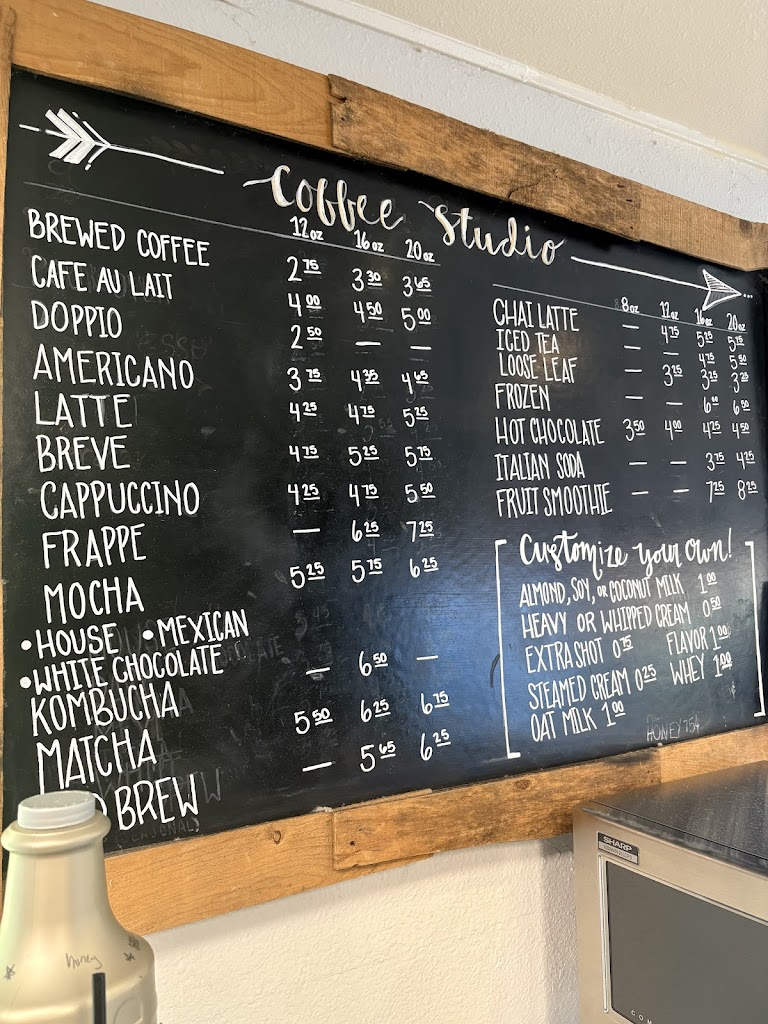 Coffee Studio
12oz 16oz 20oz
BREWED COFFEE 2 75 3 30 3 65
CAFE AU LAIT 4 00 4 50 5 00
DOPPIO 2 50 — —
AMERICANO 3 75 4 35 4 65
LATTE 4 25 4 75 5 25
BREVE 4 75 5 25 5 75
CAPPUCCINO 4 25 4 75 5 50
FRAPPE — 6 25 7 25
MOCHA 5 25 5 75 6 25
• HOUSE • MEXICAN
• WHITE CHOCOLATE
KOMBUCHA — 6 50 —
MATCHA 5 50 6 25 6 75
BREW — 5 65 6 25
8oz 12oz 16oz 20oz
CHAI LATTE — 4 75 5 25 5 75
ICED TEA — — 4 75 5 50
LOOSE LEAF — 3 25 3 25 3 25
FROZEN — — 6 00 6 50
HOT CHOCOLATE 3 50 4 00 4 25 4 50
ITALIAN SODA — — 3 75 4 25
FRUIT SMOOTHIE — — 7 25 8 25
Customize your own!
ALMOND, SOY, OR COCONUT MILK 1 00
HEAVY OR WHIPPED CREAM 0 50
EXTRA SHOT 0 75 FLAVOR 1 00
STEAMED CREAM 0 25 WHEY 1 00
OAT MILK 1 00
HONEY 75¢
honey
SHARP